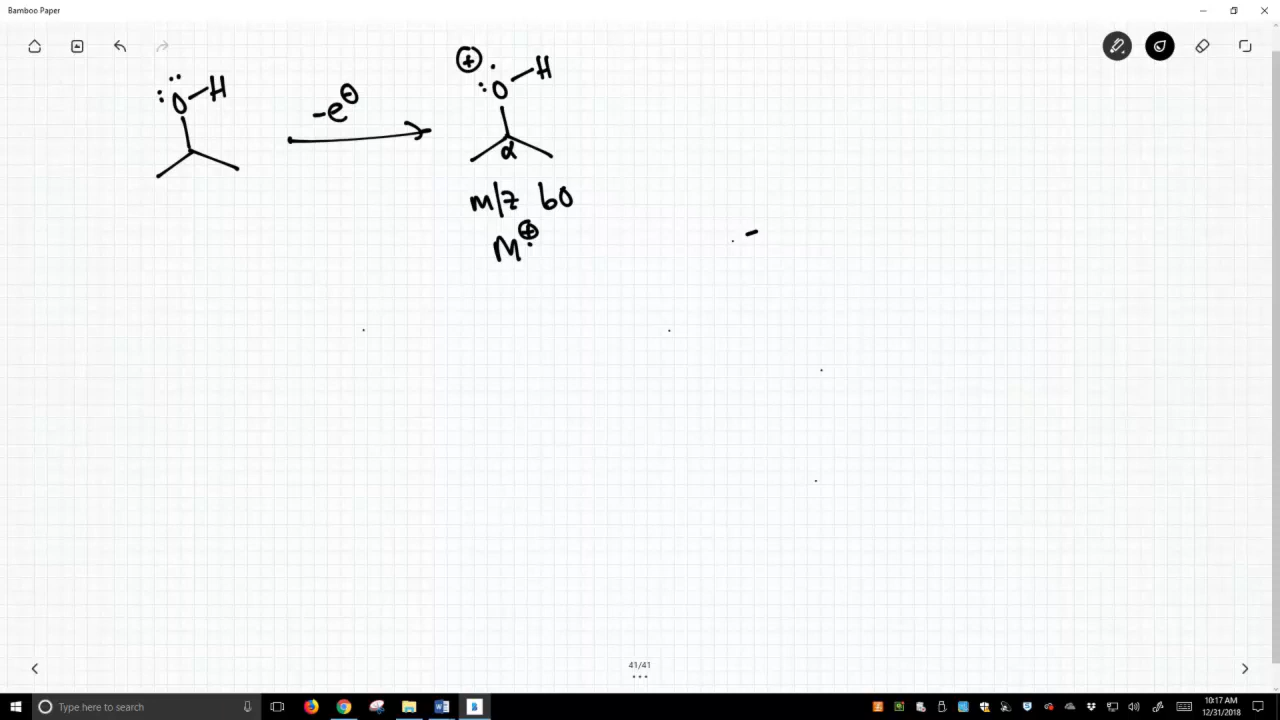 Bamboo Paper
:Ö-H
-e⊖
⊕
:Ȯ-H
α
m/z 60
M⊕·
41/41
Type here to search
10:17 AM
12/31/2018